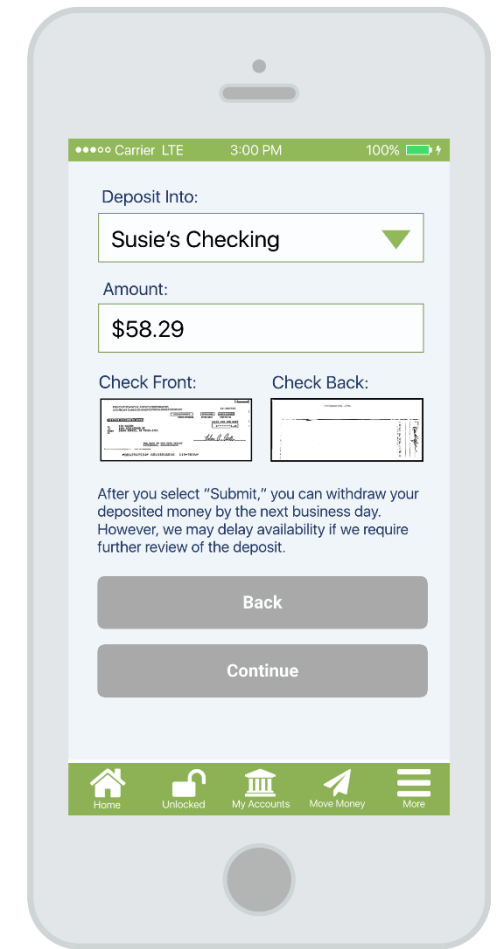 Carrier LTE 3:00 PM 100%
Deposit Into:
Susie's Checking
Amount:
$58.29
Check Front: Check Back:
After you select “Submit,” you can withdraw your
deposited money by the next business day.
However, we may delay availability if we require
further review of the deposit.
Back
Continue
Home Unlocked My Accounts Move Money More